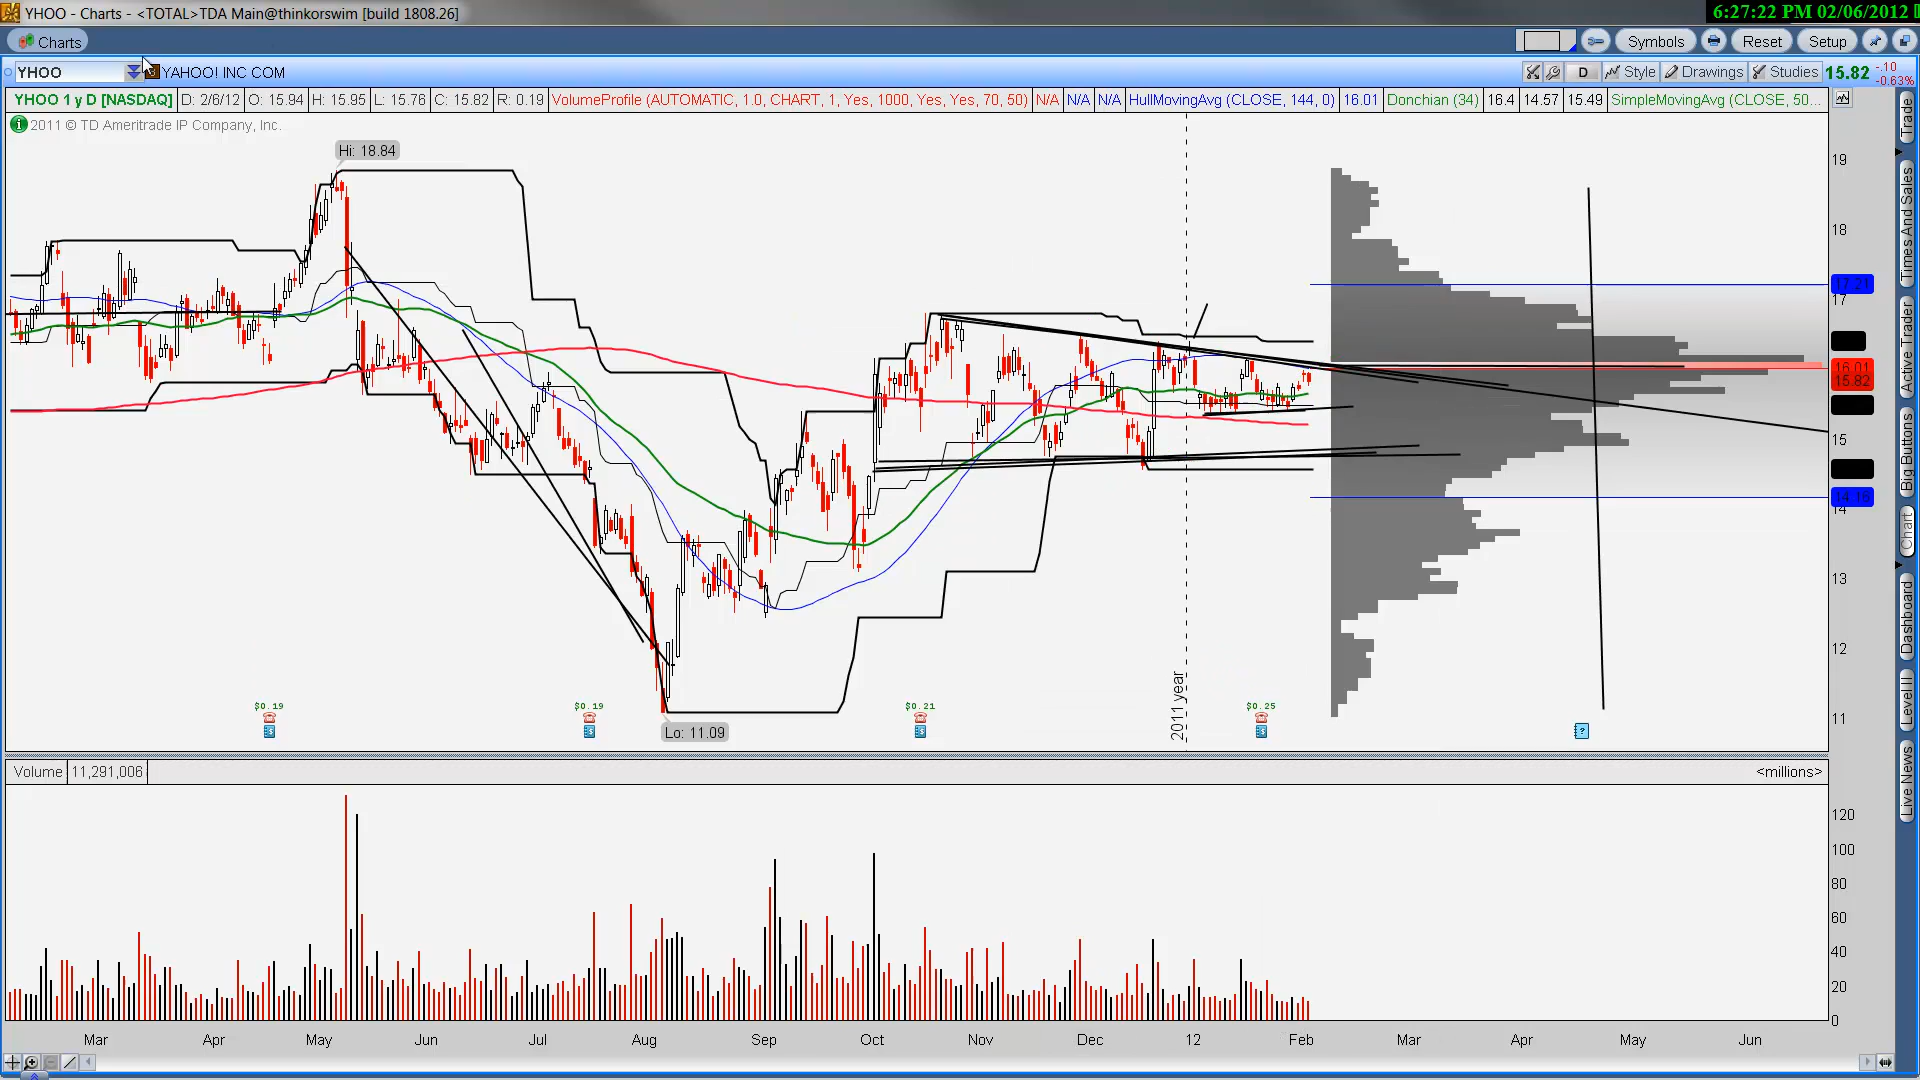 YHOO - Charts - <TOTAL>TDA Main@thinkorswim [build 1808.26]
6:27:22 PM 02/06/2012
Charts
Symbols
Reset
Setup
YHOO
YAHOO! INC COM
D
Style
Drawings
Studies
15.82
-.10
-0.63%
YHOO 1 y D [NASDAQ]
D: 2/6/12
O: 15.94
H: 15.95
L: 15.76
C: 15.82
R: 0.19
VolumeProfile (AUTOMATIC, 1.0, CHART, 1, Yes, 1000, Yes, Yes, 70, 50)
N/A
N/A
N/A
HullMovingAvg (CLOSE, 144, 0)
16.01
Donchian (34)
16.4
14.57
15.49
SimpleMovingAvg (CLOSE, 50...
2011 © TD Ameritrade IP Company, Inc.
Hi: 18.84
19
18
17.21
17
16.01
15.82
15
14.16
14
13
12
11
Lo: 11.09
$0.19
$0.19
$0.21
$0.25
2011 year
Volume
11,291,006
<millions>
120
100
80
60
40
20
0
Mar
Apr
May
Jun
Jul
Aug
Sep
Oct
Nov
Dec
12
Feb
Mar
Apr
May
Jun
Trade
Times And Sales
Active Trader
Big Buttons
Chart
Dashboard
Level II
Live News